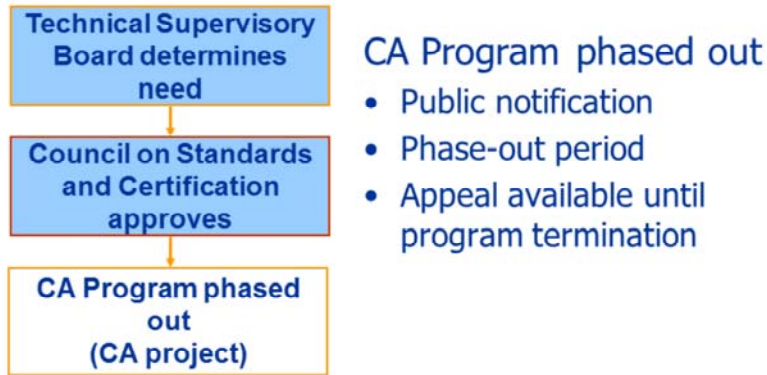 Technical Supervisory
Board determines
need
Council on Standards
and Certification
approves
CA Program phased
out
(CA project)
CA Program phased out
• Public notification
• Phase-out period
• Appeal available until
program termination